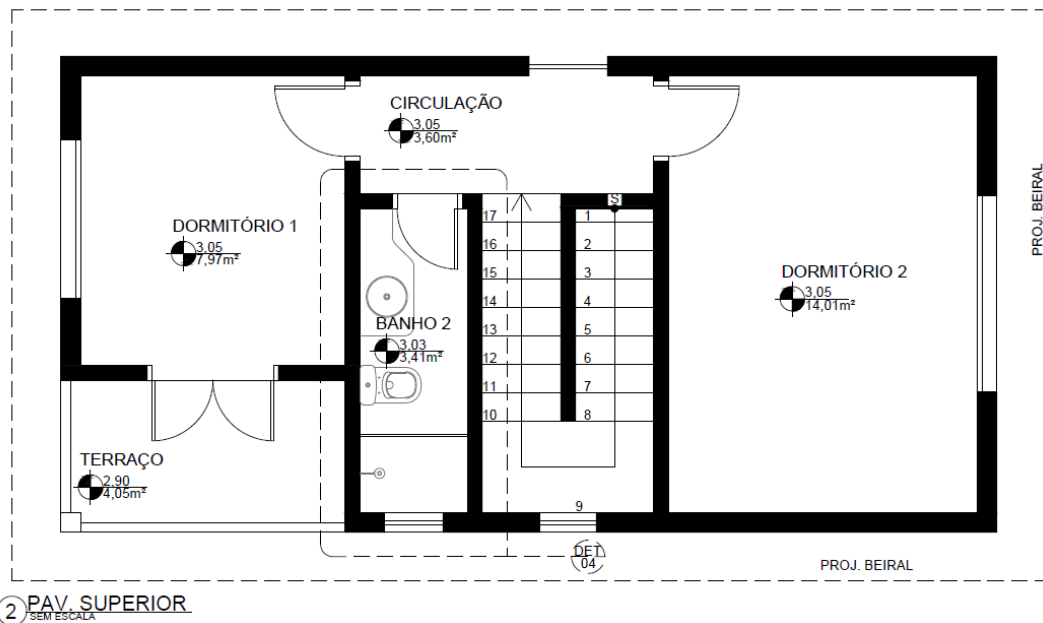 CIRCULAÇÃO
3,05
3,60m²
PROJ. BEIRAL
DORMITÓRIO 1
3,05
7,97m²
S
17
1
16
2
15
3
14
4
13
5
12
6
11
7
10
8
9
DORMITÓRIO 2
3,05
14,01m²
BANHO 2
3,03
3,41m²
TERRAÇO
2,90
4,05m²
DET
04
PROJ. BEIRAL
2
PAV. SUPERIOR
SEM ESCALA